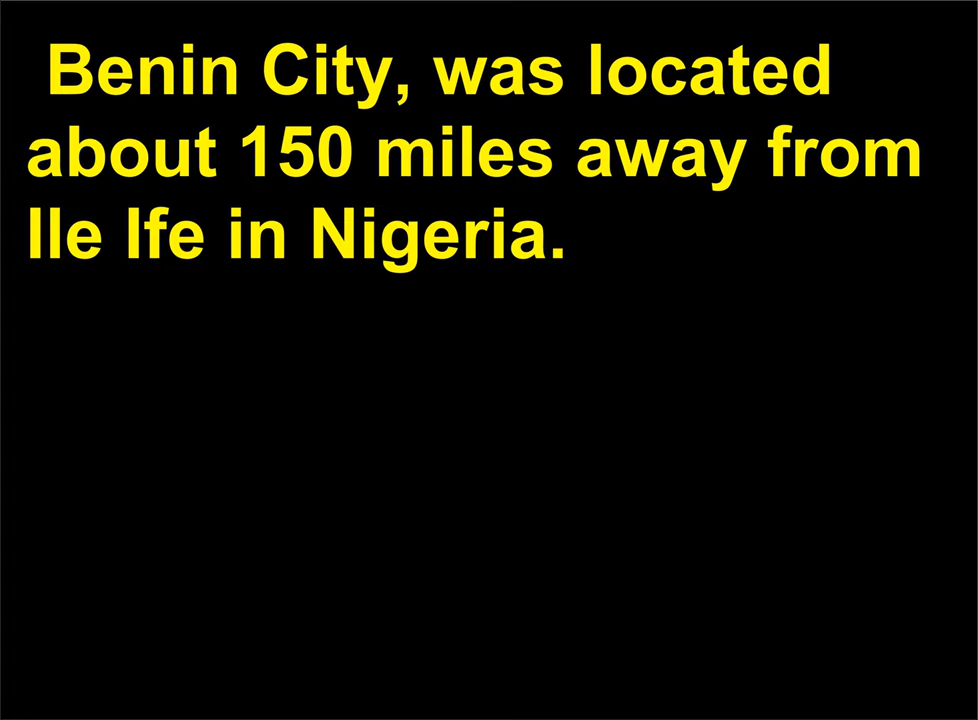 Benin City, was located
about 150 miles away from
Ile Ife in Nigeria.